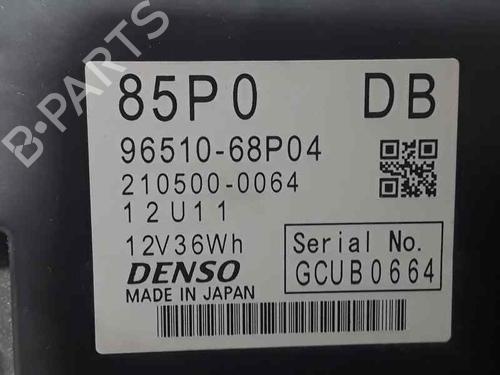 85P0 DB
96510-68P04
210500-0064
12U11
12V36Wh
DENSO
MADE IN JAPAN
Serial No.
GCUB0664
B-PARTS